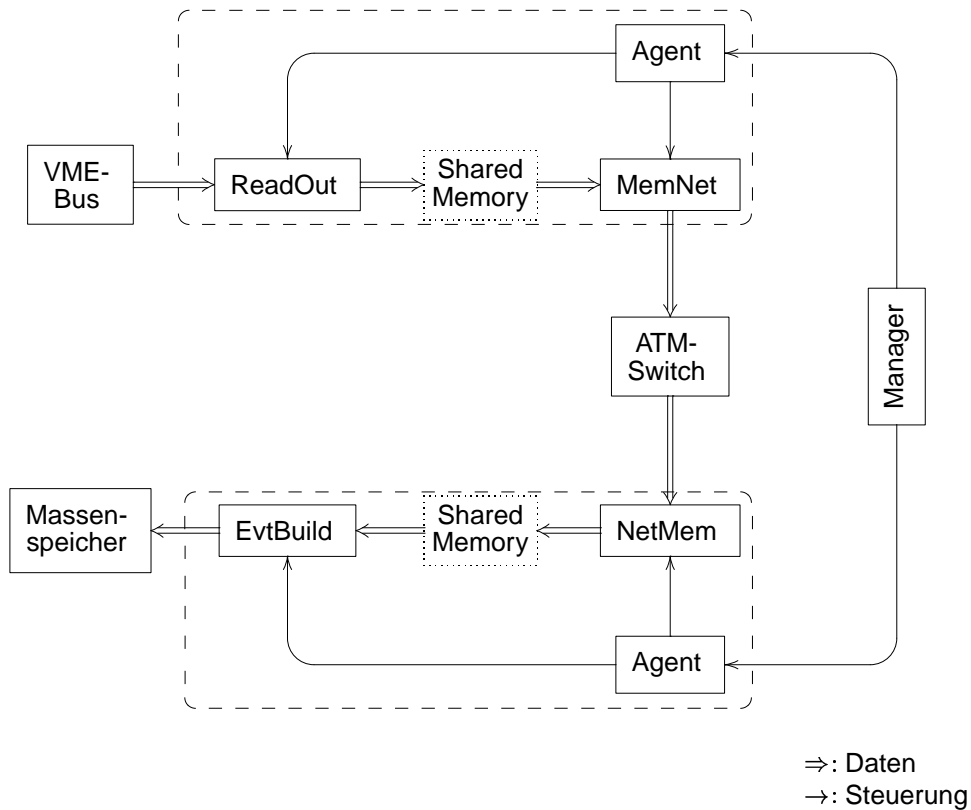 Agent
VME-
Bus
ReadOut
Shared
Memory
MemNet
ATM-
Switch
Manager
Massen-
speicher
EvtBuild
Shared
Memory
NetMem
Agent
⇒: Daten
→: Steuerung